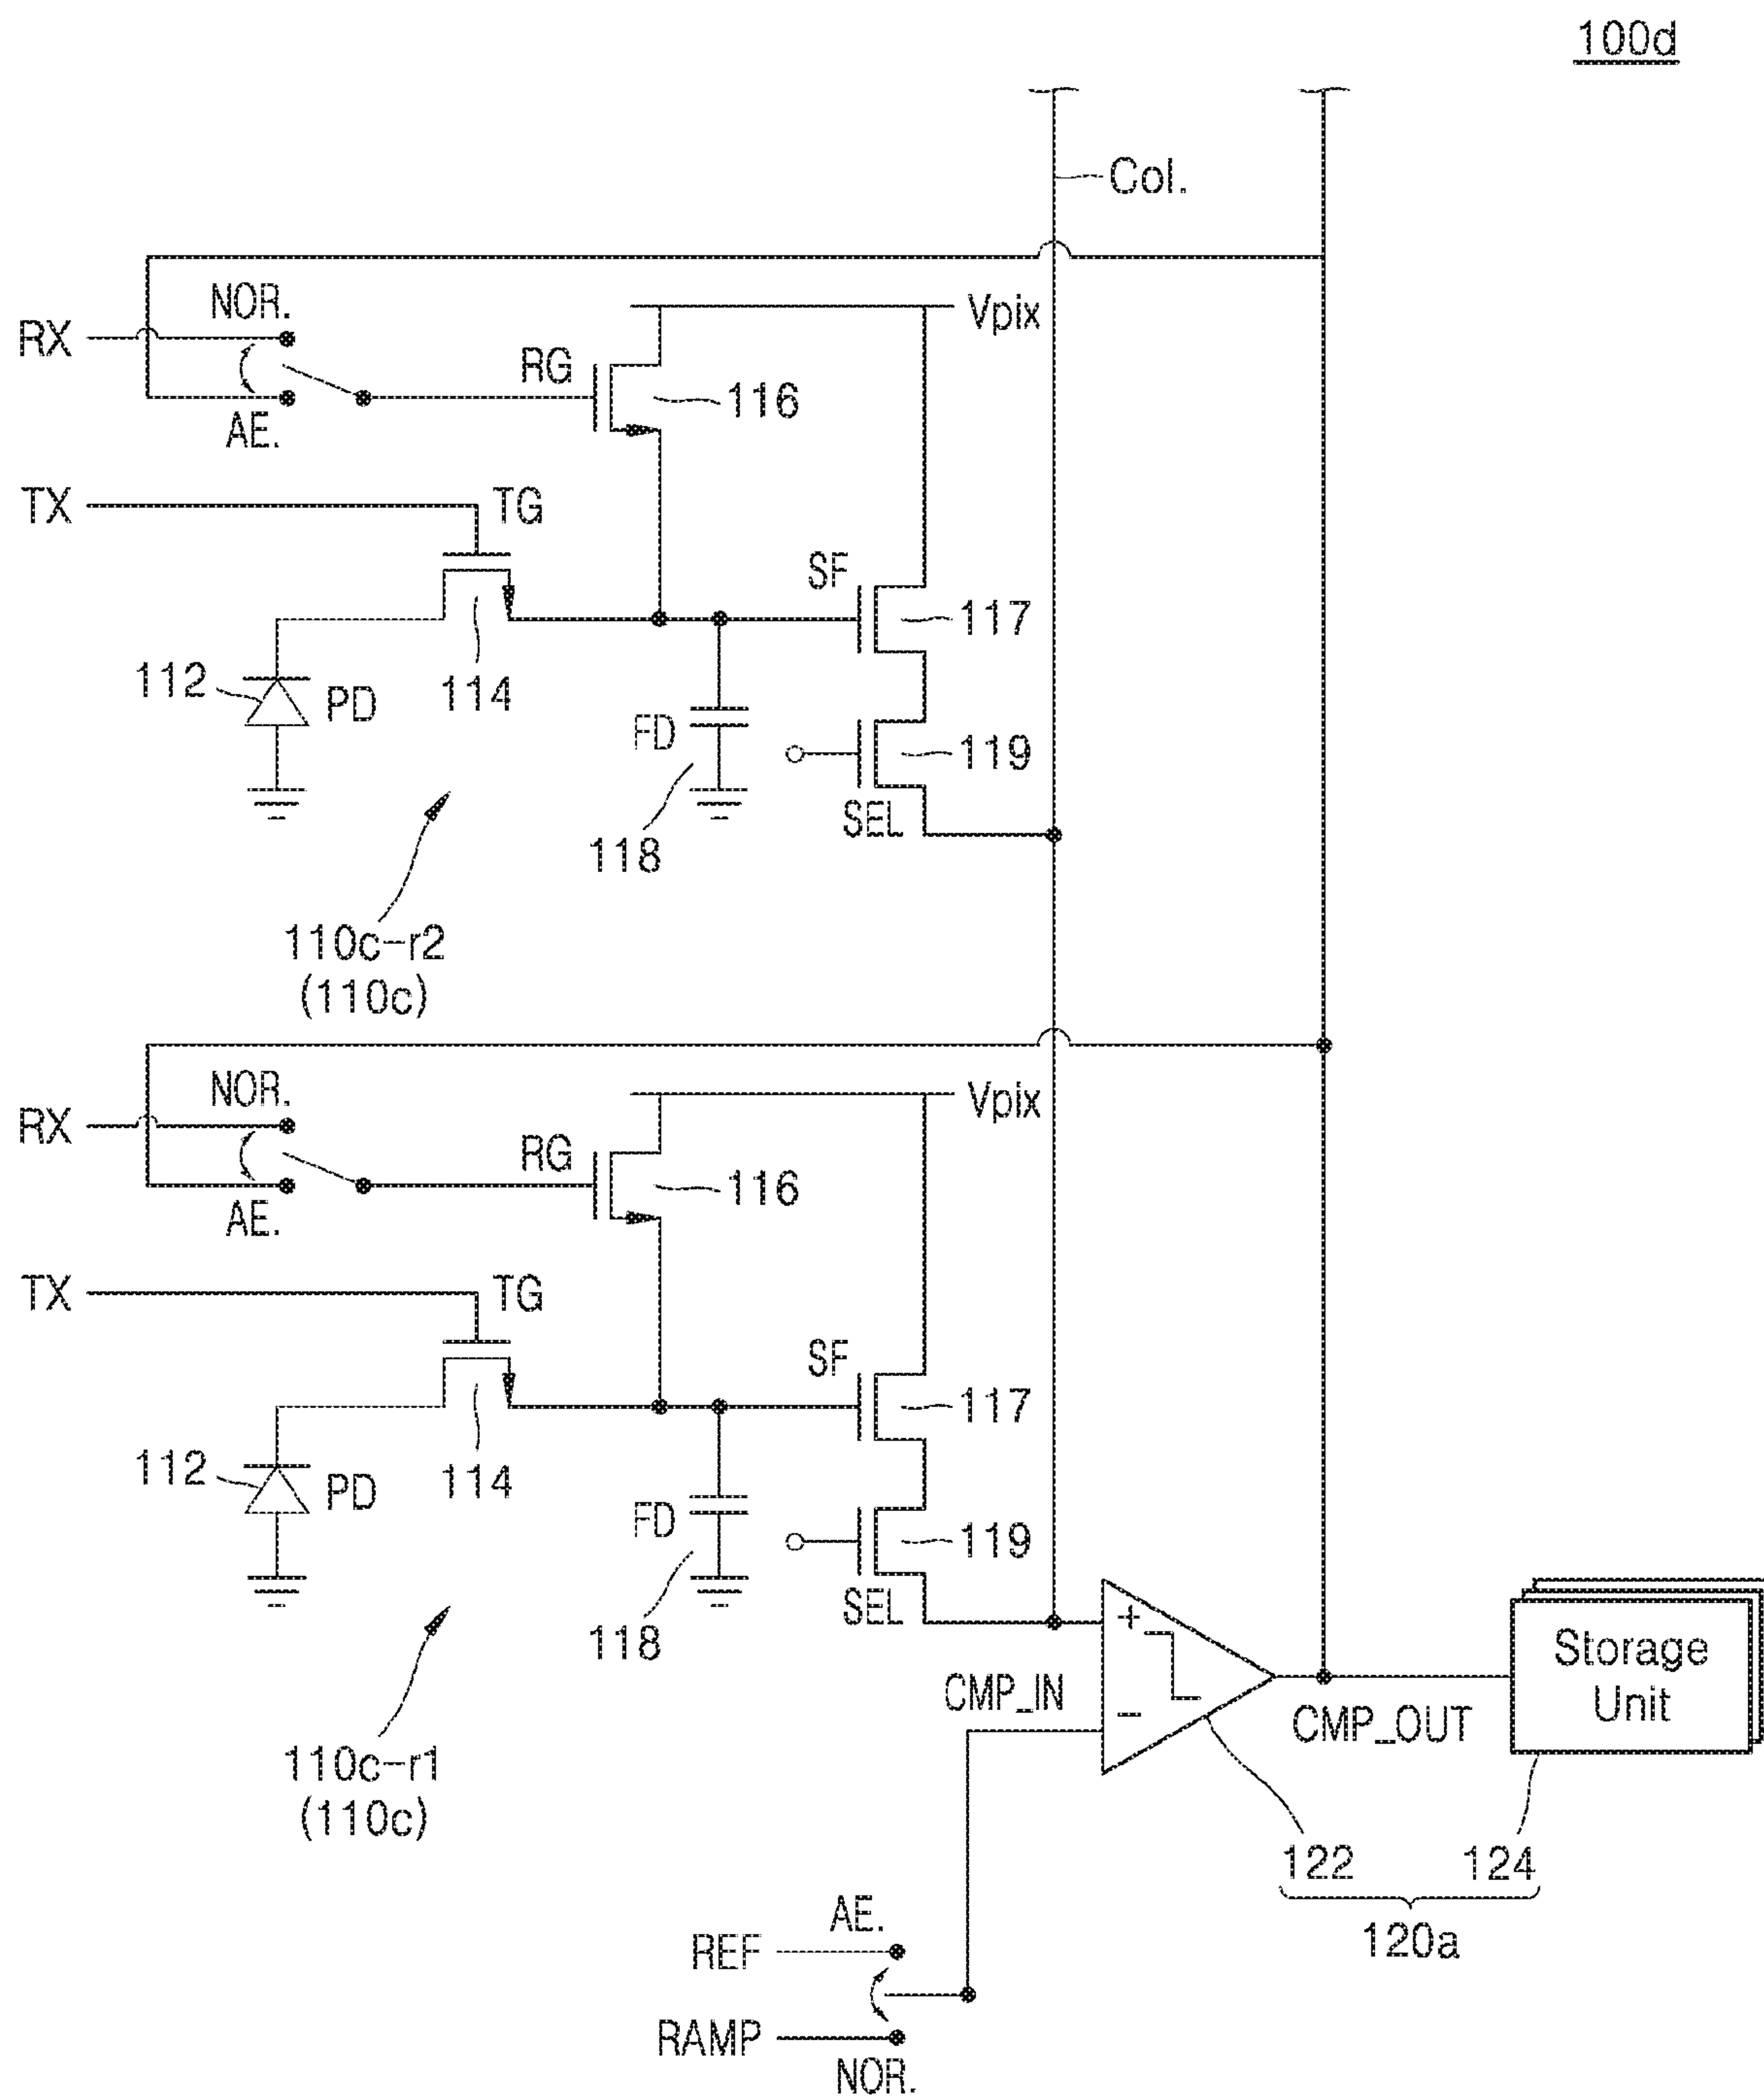 100d
Col.
NOR.
RX
AE.
RG
Vpix
116
TX
TG
SF
117
112
PD
114
FD
119
SEL
118
110c-r2
(110c)
NOR.
RX
AE.
RG
Vpix
116
TX
TG
SF
117
112
PD
114
FD
119
SEL
118
110c-r1
(110c)
+
−
CMP_IN
CMP_OUT
Storage
Unit
122
124
120a
AE.
REF
RAMP
NOR.